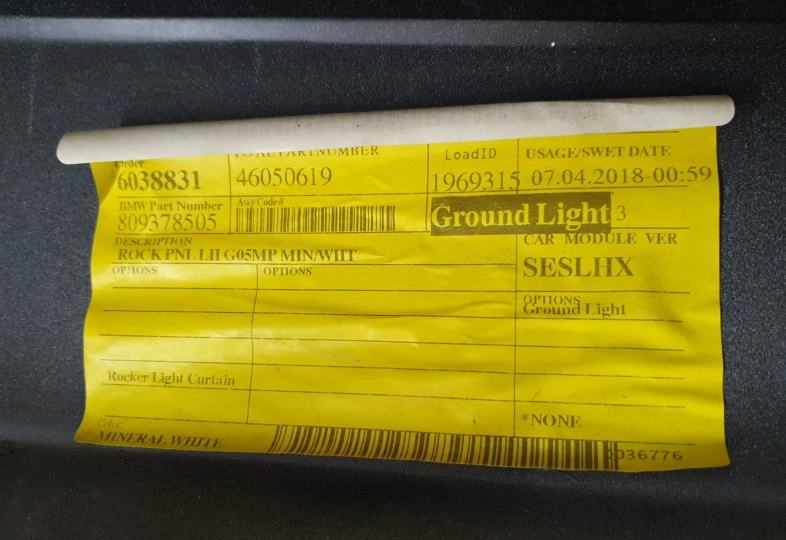 Order
PARTNUMBER
LoadID
USAGE/SWET DATE
6038831
46050619
1969315
07.04.2018-00:59
BMW Part Number
Assy Code#
809378505
Ground Light
3
DESCRIPTION
CAR MODULE VER
ROCK PNL LH G05MP MIN/WHT
OPTIONS
OPTIONS
SESLHX
OPTIONS
Ground Light
Rocker Light Curtain
*NONE
Color
MINERAL WHITE
036776